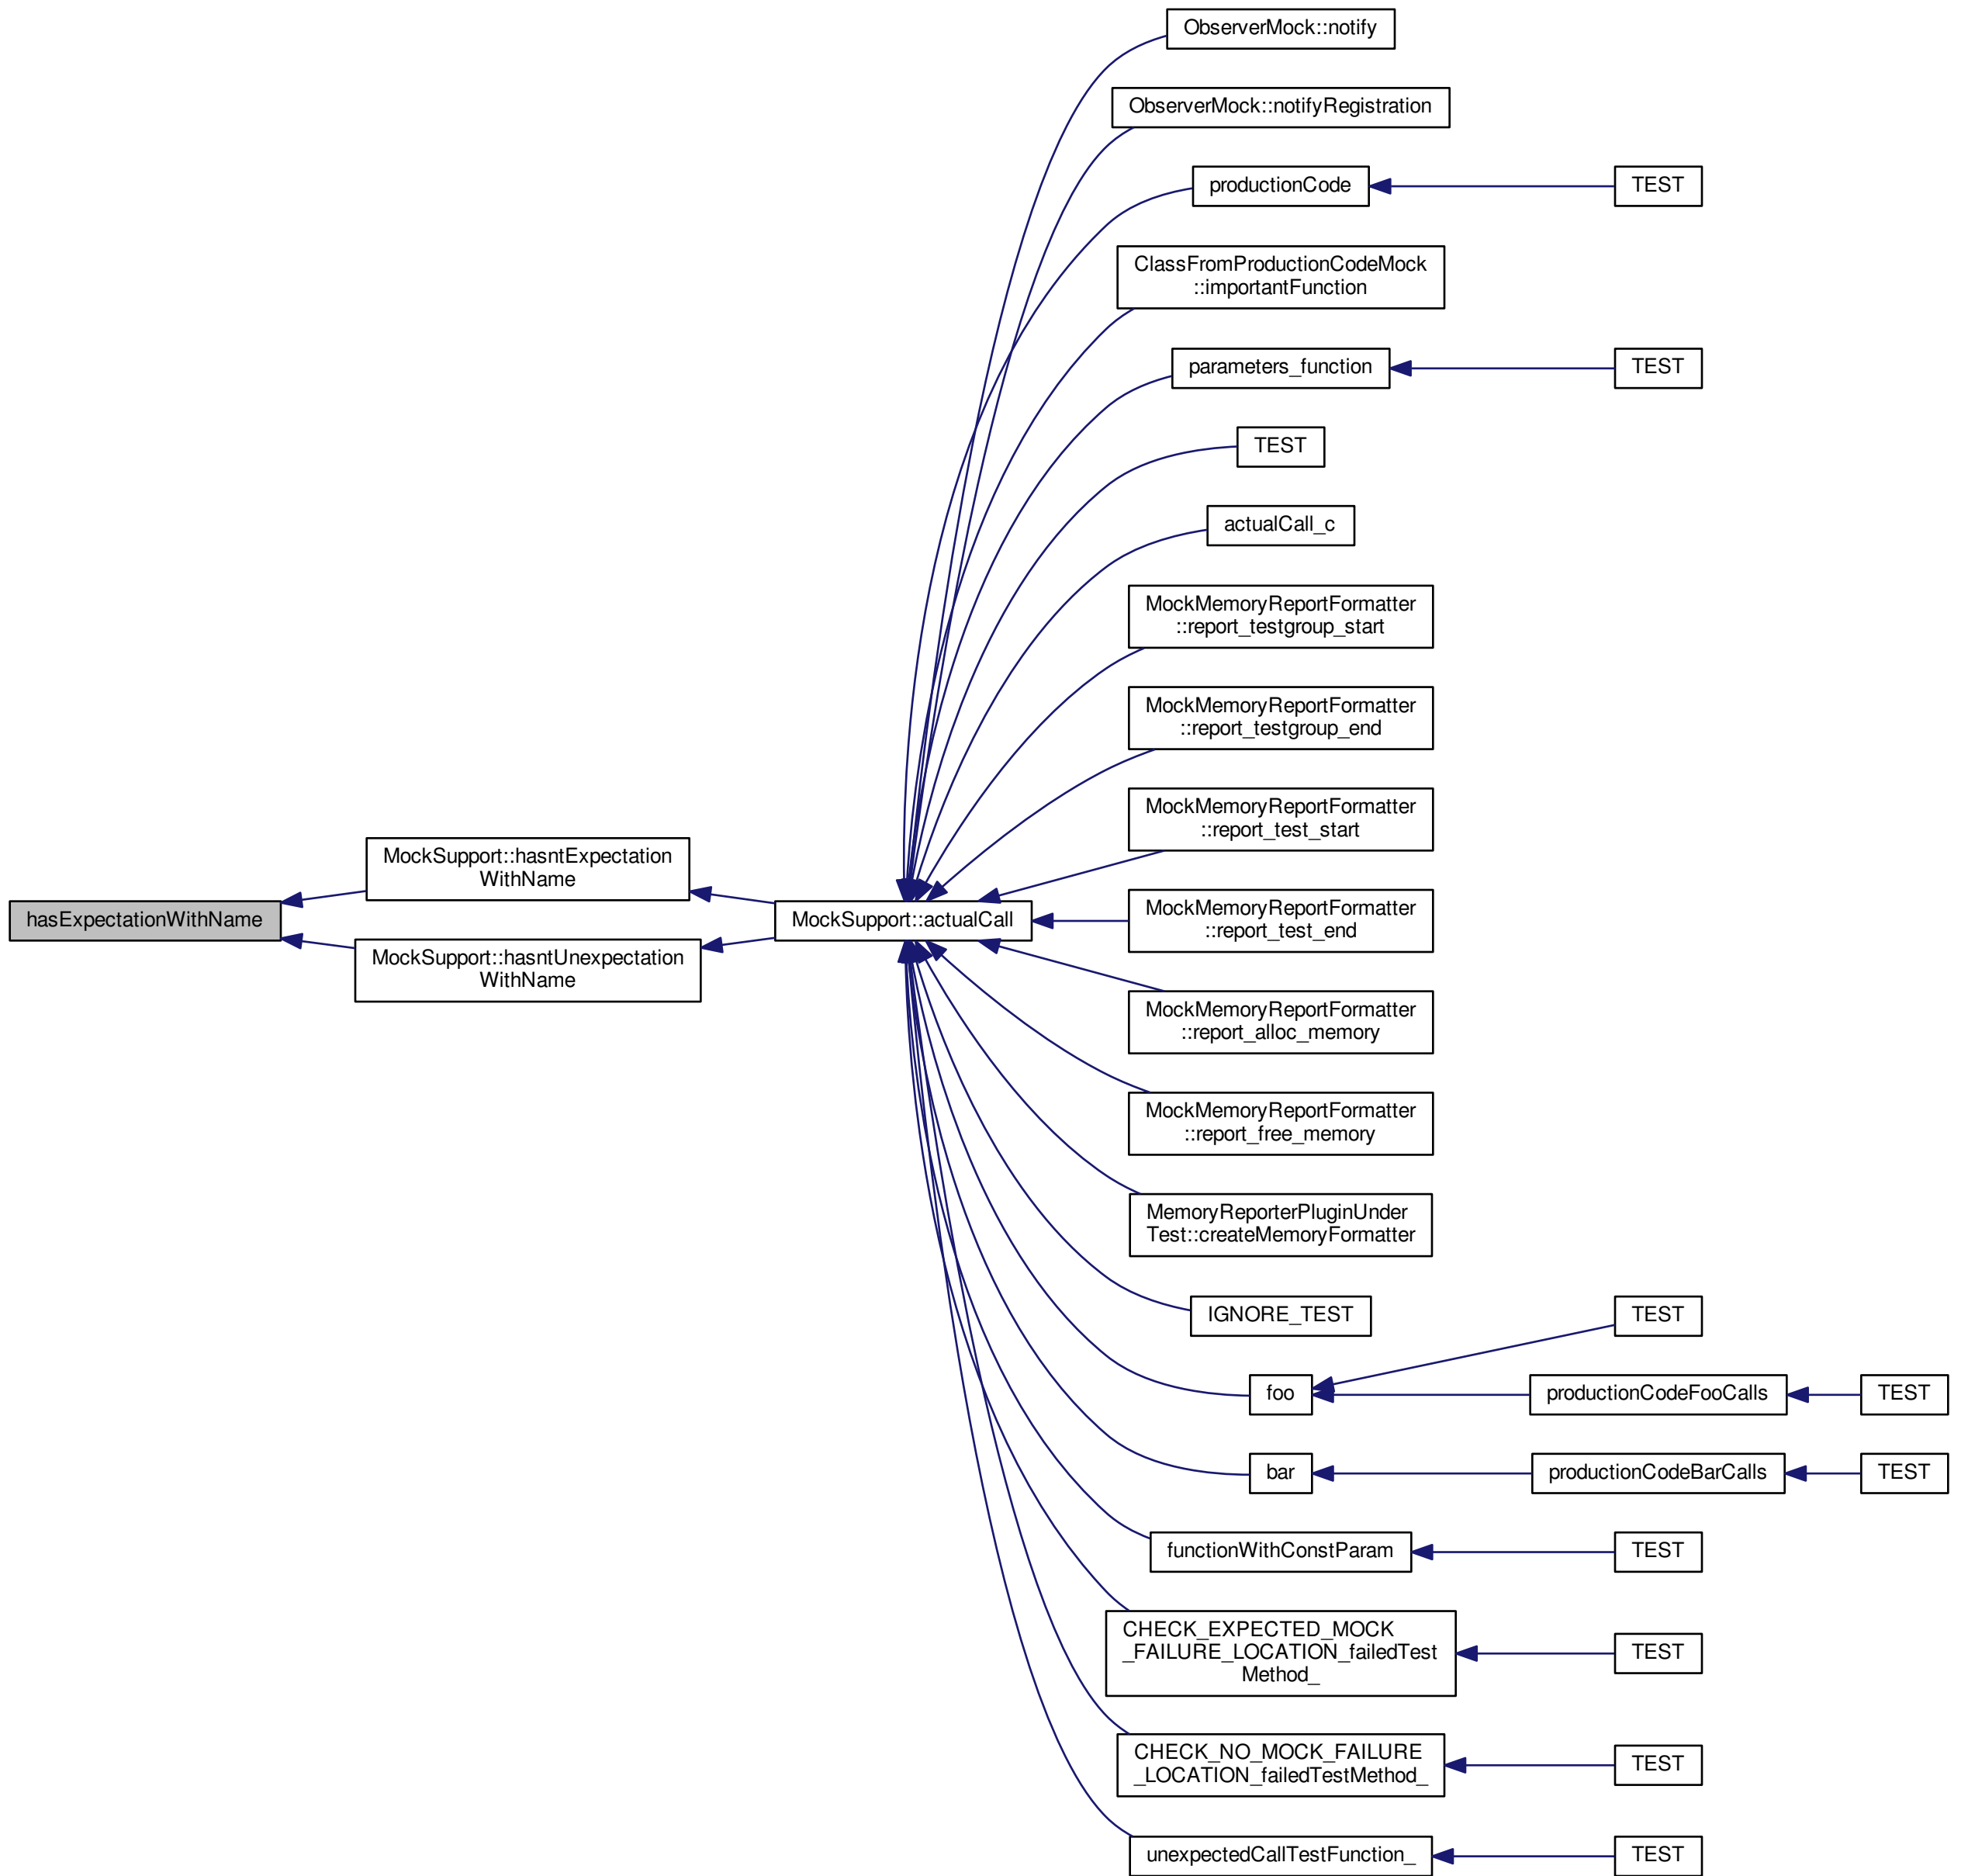 ObserverMock::notify
ObserverMock::notifyRegistration
productionCode
TEST
ClassFromProductionCodeMock
::importantFunction
parameters_function
TEST
TEST
actualCall_c
MockMemoryReportFormatter
::report_testgroup_start
MockMemoryReportFormatter
::report_testgroup_end
MockMemoryReportFormatter
::report_test_start
MockSupport::hasntExpectation
WithName
hasExpectationWithName
MockSupport::actualCall
MockMemoryReportFormatter
::report_test_end
MockSupport::hasntUnexpectation
WithName
MockMemoryReportFormatter
::report_alloc_memory
MockMemoryReportFormatter
::report_free_memory
MemoryReporterPluginUnder
Test::createMemoryFormatter
IGNORE_TEST
TEST
foo
productionCodeFooCalls
TEST
bar
productionCodeBarCalls
TEST
functionWithConstParam
TEST
CHECK_EXPECTED_MOCK
_FAILURE_LOCATION_failedTest
Method_
TEST
CHECK_NO_MOCK_FAILURE
_LOCATION_failedTestMethod_
TEST
unexpectedCallTestFunction_
TEST